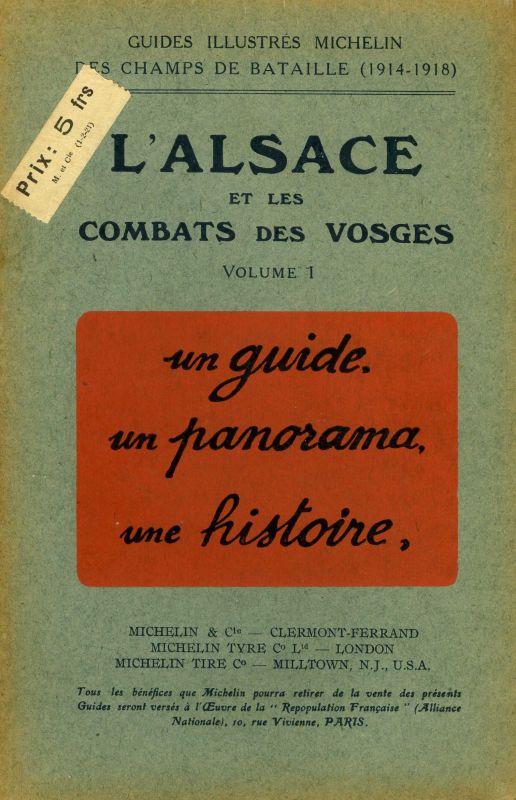 GUIDES ILLUSTRÉS MICHELIN
DES CHAMPS DE BATAILLE (1914-1918)
Prix: 5 frs
M. et Cie (1-2-21)
L'ALSACE
ET LES
COMBATS DES VOSGES
VOLUME I
un guide.
un panorama,
une histoire,
MICHELIN & Cie — CLERMONT-FERRAND
MICHELIN TYRE Co Ltd — LONDON
MICHELIN TIRE Co — MILLTOWN, N.J., U.S.A.
Tous les bénéfices que Michelin pourra retirer de la vente des présents
Guides seront versés à l'Œuvre de la " Repopulation Française " (Alliance
Nationale), 10, rue Vivienne, PARIS.